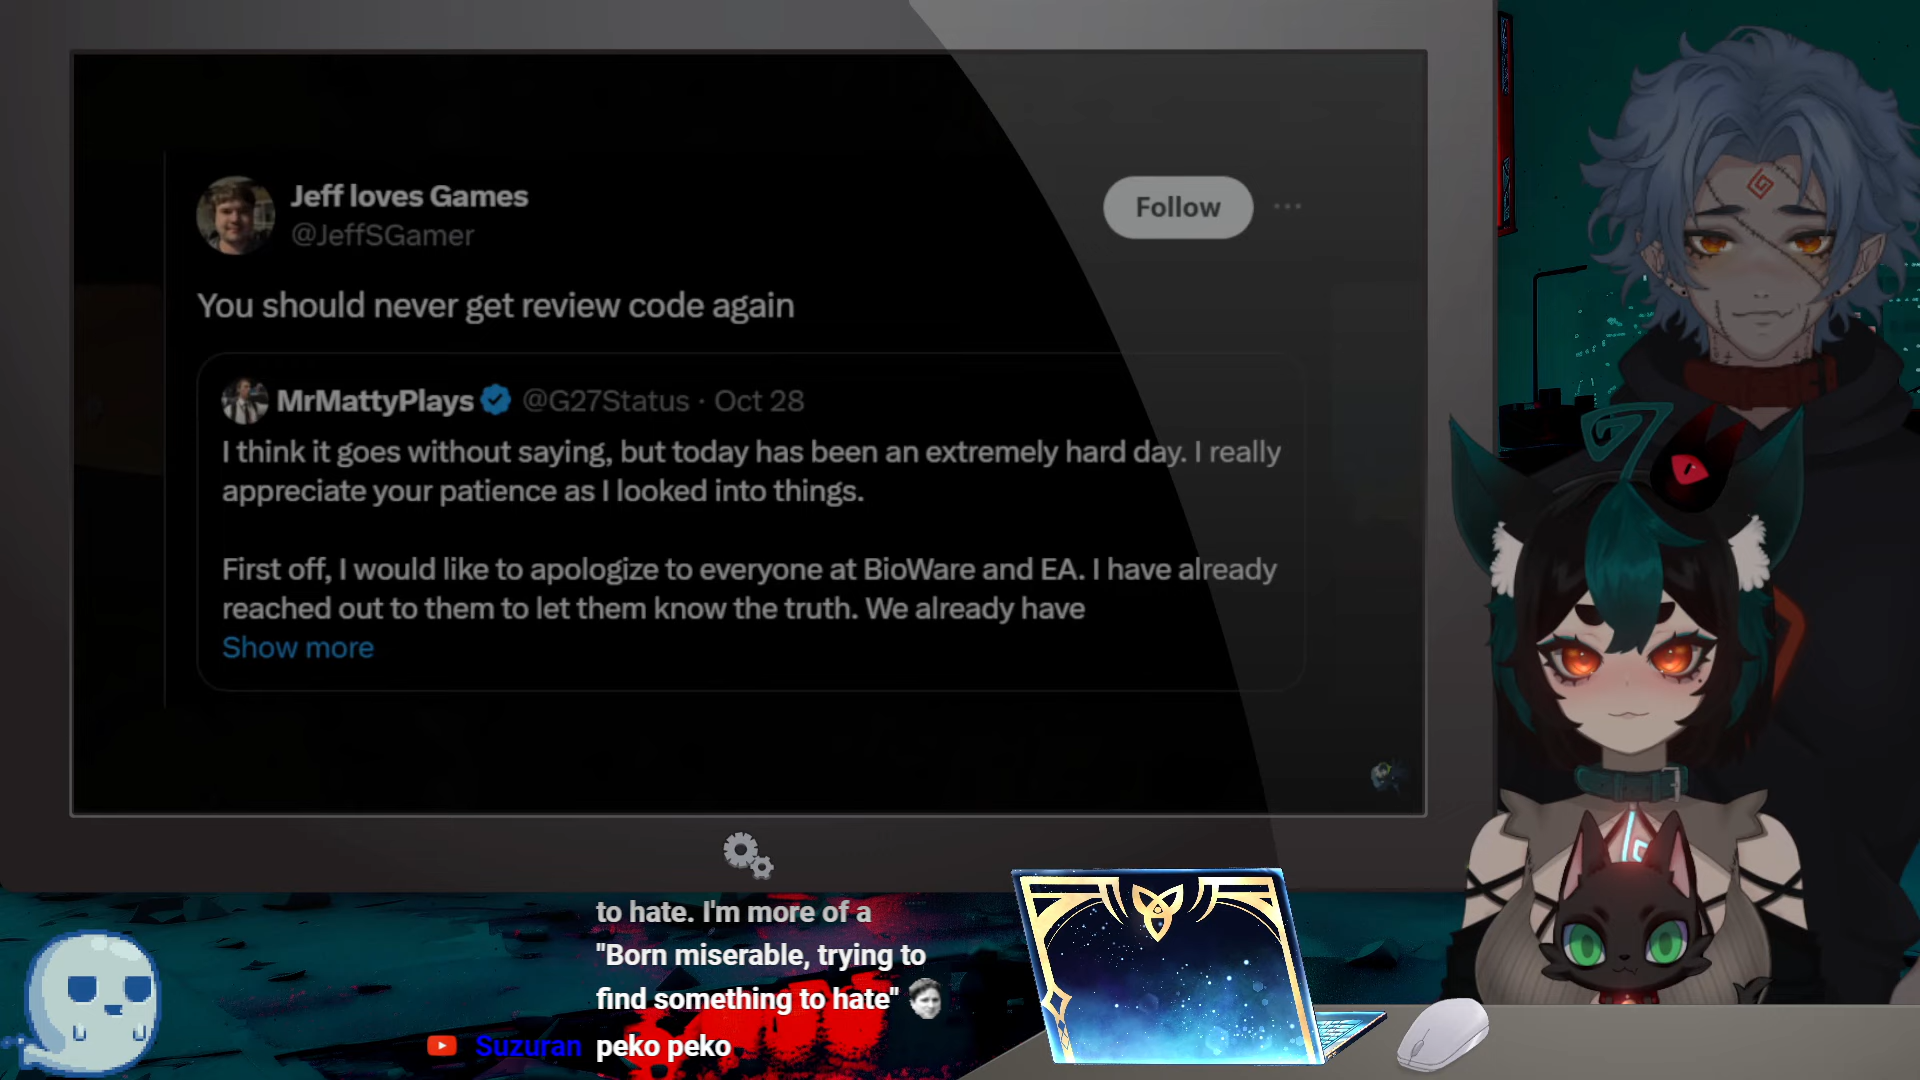 Jeff loves Games
@JeffSGamer
Follow
You should never get review code again
MrMattyPlays @G27Status · Oct 28
I think it goes without saying, but today has been an extremely hard day. I really
appreciate your patience as I looked into things.
First off, I would like to apologize to everyone at BioWare and EA. I have already
reached out to them to let them know the truth. We already have
Show more
to hate. I'm more of a
"Born miserable, trying to
find something to hate"
Suzuran peko peko